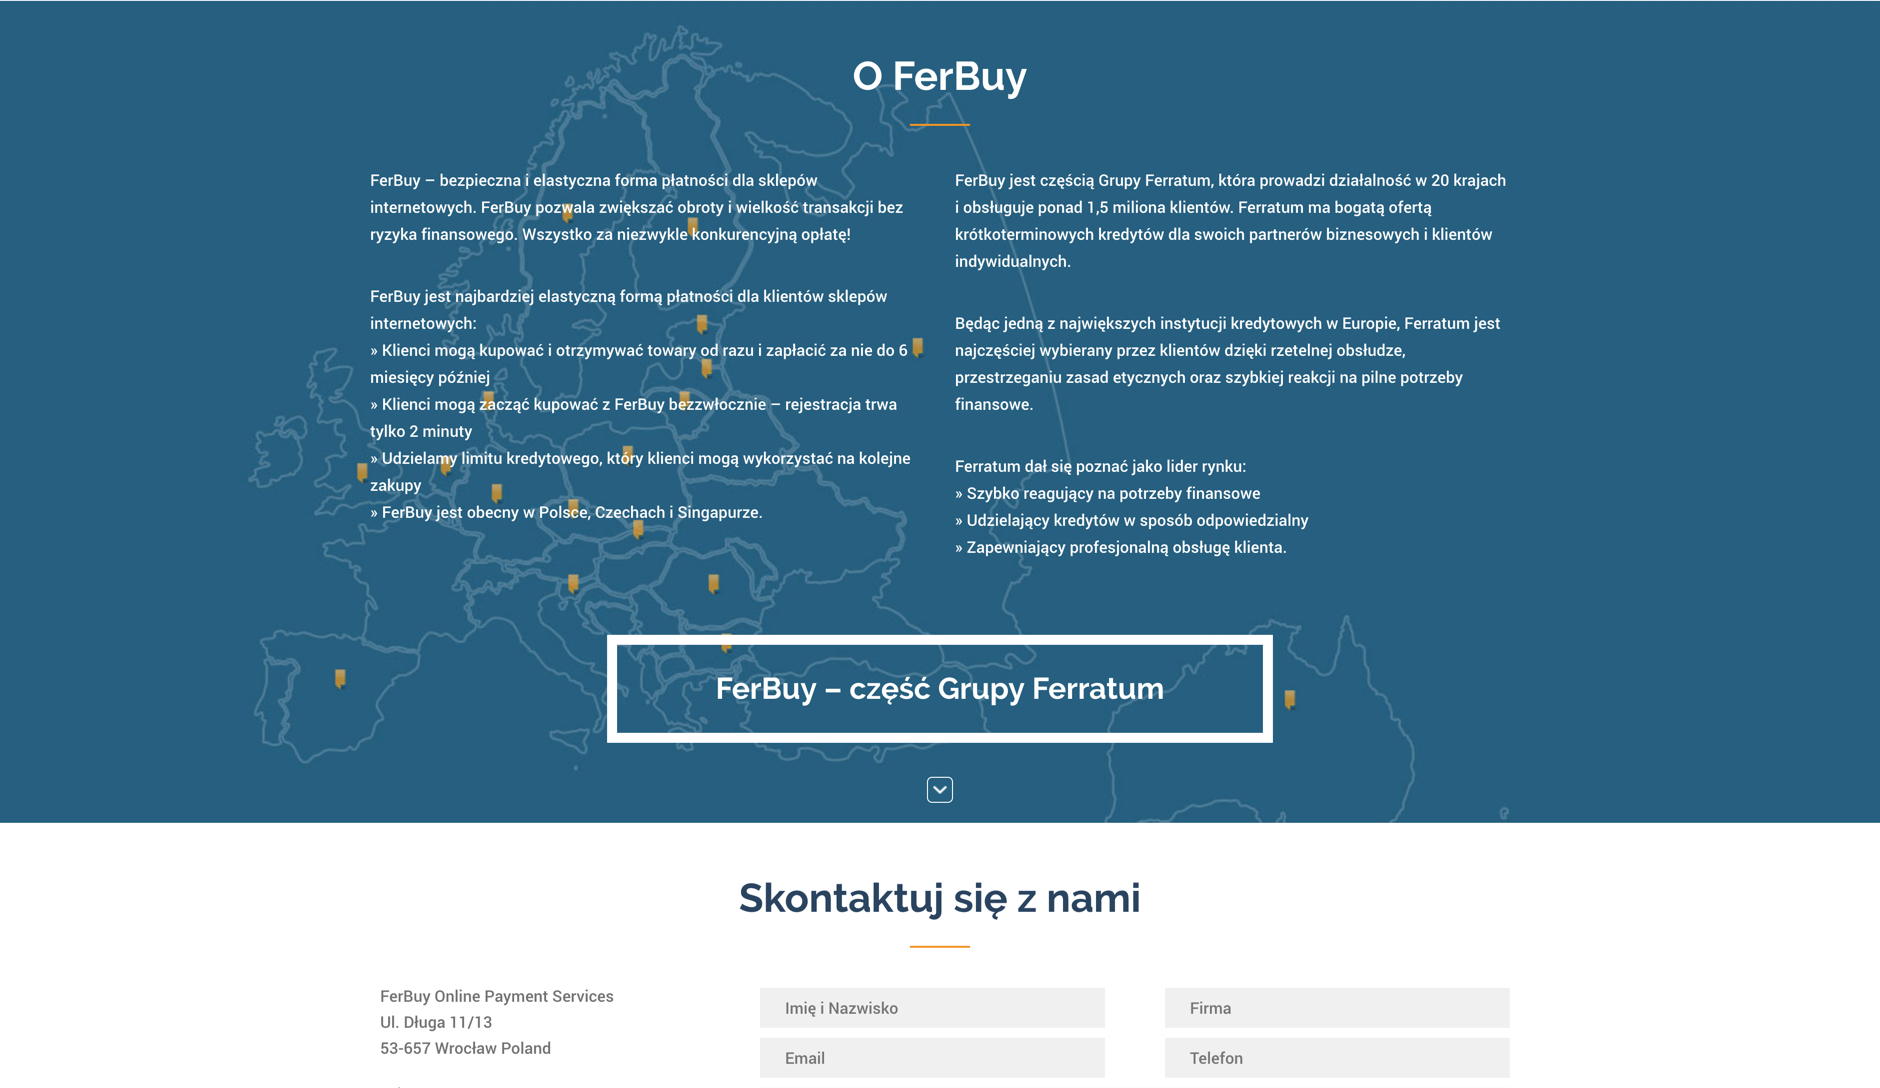 O FerBuy
FerBuy – bezpieczna i elastyczna forma płatności dla sklepów
internetowych. FerBuy pozwala zwiększać obroty i wielkość transakcji bez
ryzyka finansowego. Wszystko za niezwykle konkurencyjną opłatę!
FerBuy jest najbardziej elastyczną formą płatności dla klientów sklepów
internetowych:
» Klienci mogą kupować i otrzymywać towary od razu i zapłacić za nie do 6
miesięcy później
» Klienci mogą zacząć kupować z FerBuy bezzwłocznie – rejestracja trwa
tylko 2 minuty
» Udzielamy limitu kredytowego, który klienci mogą wykorzystać na kolejne
zakupy
» FerBuy jest obecny w Polsce, Czechach i Singapurze.
FerBuy jest częścią Grupy Ferratum, która prowadzi działalność w 20 krajach
i obsługuje ponad 1,5 miliona klientów. Ferratum ma bogatą ofertą
krótkoterminowych kredytów dla swoich partnerów biznesowych i klientów
indywidualnych.
Będąc jedną z największych instytucji kredytowych w Europie, Ferratum jest
najczęściej wybierany przez klientów dzięki rzetelnej obsłudze,
przestrzeganiu zasad etycznych oraz szybkiej reakcji na pilne potrzeby
finansowe.
Ferratum dał się poznać jako lider rynku:
» Szybko reagujący na potrzeby finansowe
» Udzielający kredytów w sposób odpowiedzialny
» Zapewniający profesjonalną obsługę klienta.
FerBuy – część Grupy Ferratum
Skontaktuj się z nami
FerBuy Online Payment Services
Ul. Długa 11/13
53-657 Wrocław Poland
Imię i Nazwisko
Firma
Email
Telefon